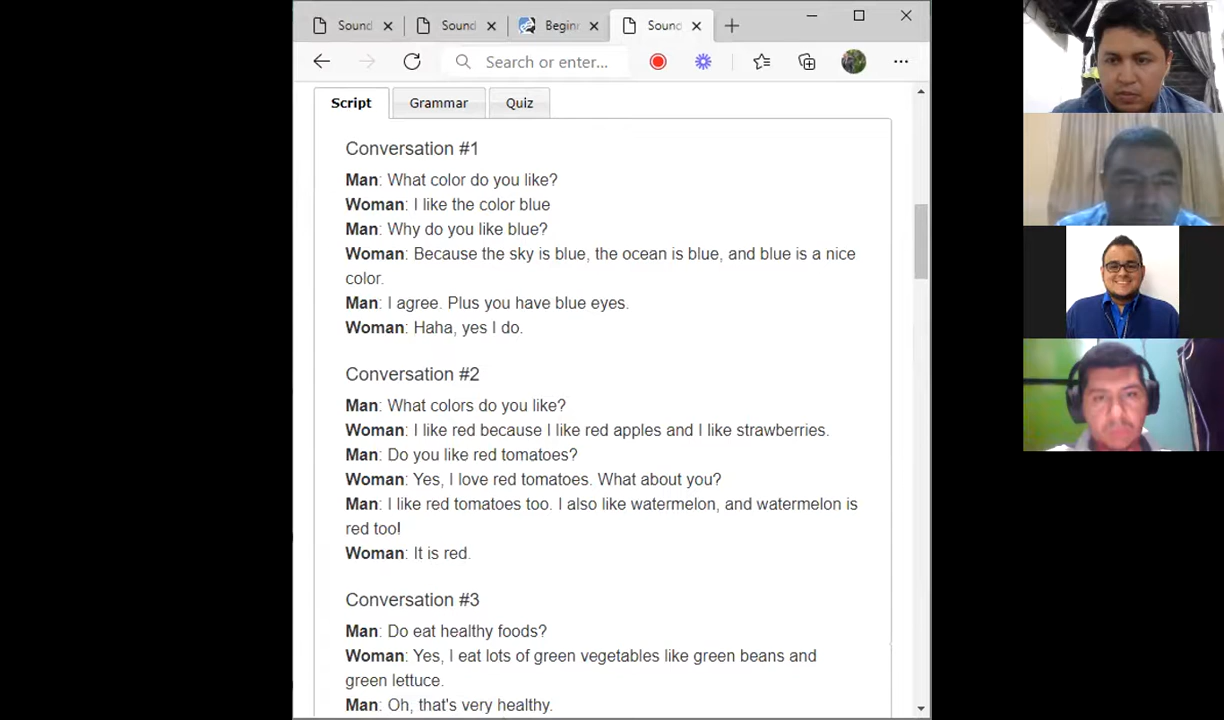 Sound
Sound
Beginn
Sound
Search or enter...
Script
Grammar
Quiz
Conversation #1
Man: What color do you like?
Woman: I like the color blue
Man: Why do you like blue?
Woman: Because the sky is blue, the ocean is blue, and blue is a nice
color.
Man: I agree. Plus you have blue eyes.
Woman: Haha, yes I do.
Conversation #2
Man: What colors do you like?
Woman: I like red because I like red apples and I like strawberries.
Man: Do you like red tomatoes?
Woman: Yes, I love red tomatoes. What about you?
Man: I like red tomatoes too. I also like watermelon, and watermelon is
red too!
Woman: It is red.
Conversation #3
Man: Do eat healthy foods?
Woman: Yes, I eat lots of green vegetables like green beans and
green lettuce.
Man: Oh, that's very healthy.